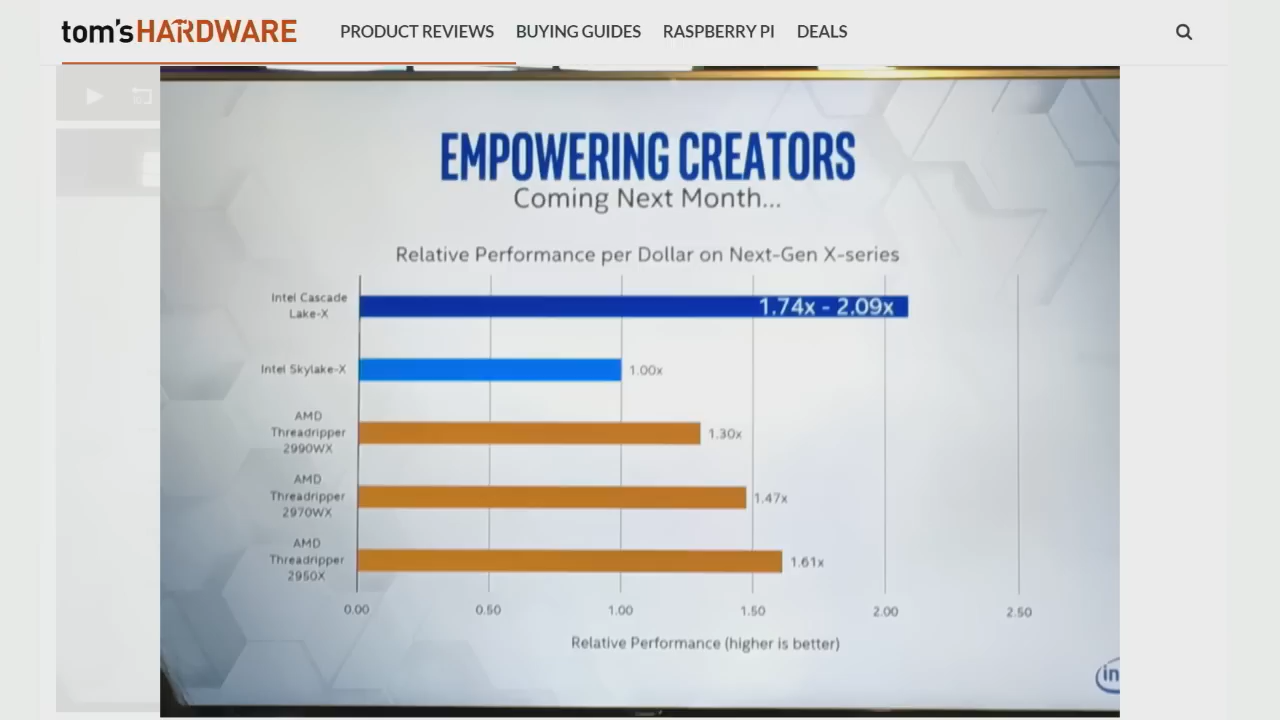 tom'sHARDWARE
PRODUCT REVIEWS
BUYING GUIDES
RASPBERRY PI
DEALS
EMPOWERING CREATORS
Coming Next Month...
Relative Performance per Dollar on Next-Gen X-series
Intel Cascade
Lake-X
1.74x - 2.09x
Intel Skylake-X
1.00x
AMD
Threadripper
2990WX
1.30x
AMD
Threadripper
2970WX
1.47x
AMD
Threadripper
2950X
1.61x
0.00
0.50
1.00
1.50
2.00
2.50
Relative Performance (higher is better)
in